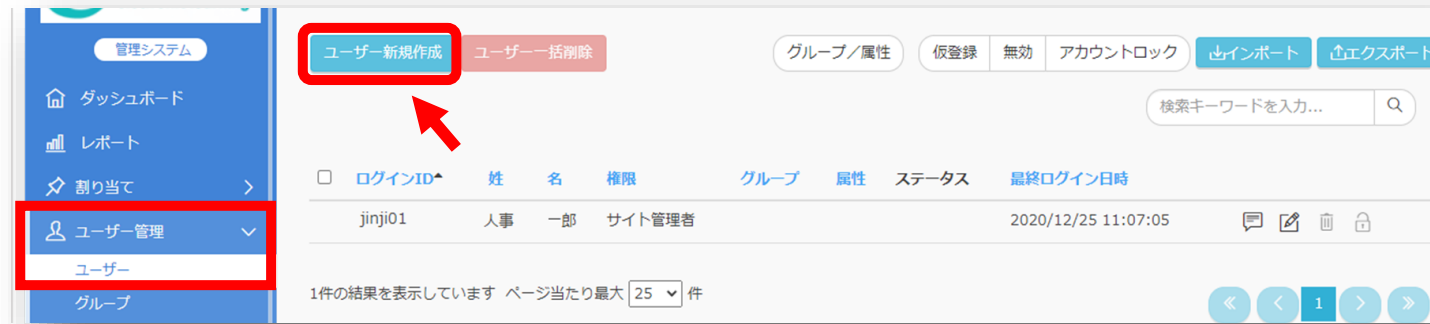 管理システム
ダッシュボード
レポート
割り当て
ユーザー管理
ユーザー
グループ
ユーザー新規作成 ユーザー一括削除 グループ／属性 仮登録 無効 アカウントロック インポート エクスポート
検索キーワードを入力...
ログインID 姓 名 権限 グループ 属性 ステータス 最終ログイン日時
jinji01 人事 一郎 サイト管理者 2020/12/25 11:07:05
1件の結果を表示しています ページ当たり最大 25 件
« ‹ 1 › »